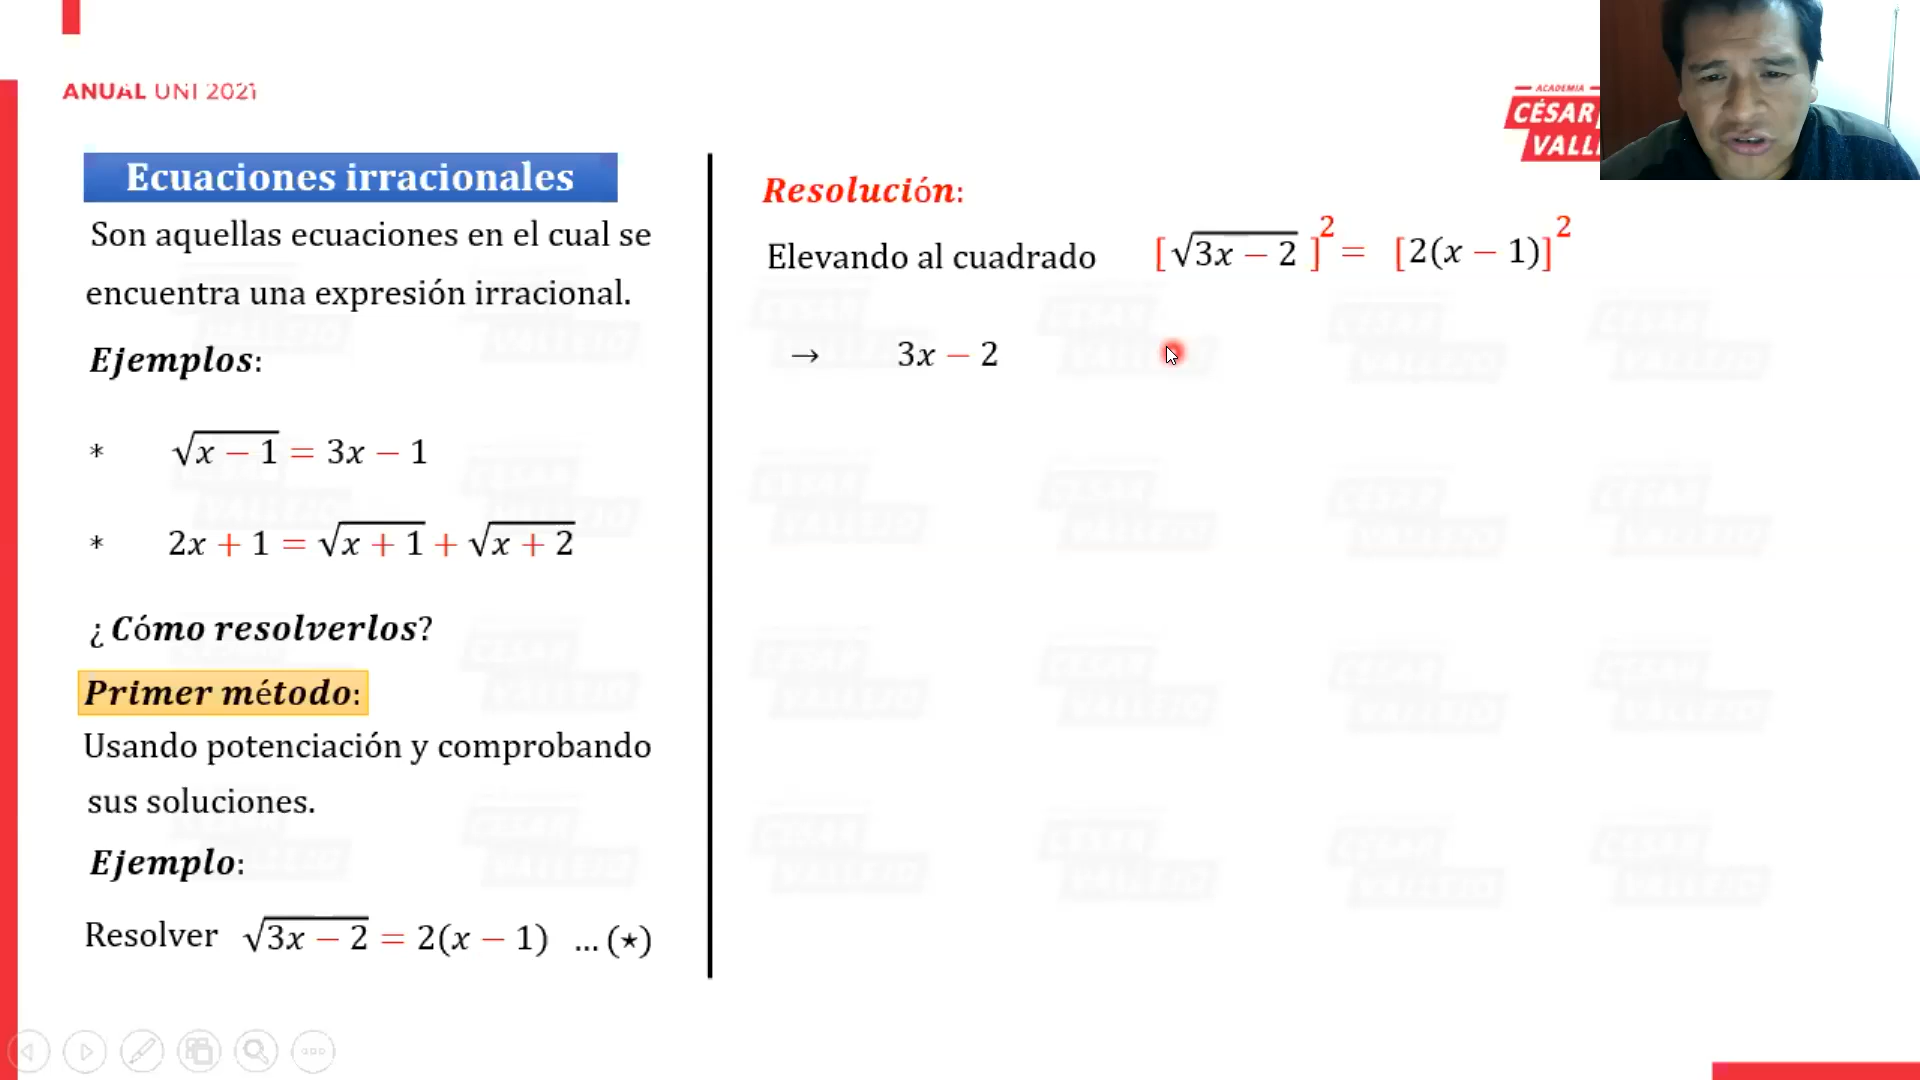 ANUAL UNI 2021
ACADEMIA
CÉSAR
VALL
Ecuaciones irracionales
Son aquellas ecuaciones en el cual se
encuentra una expresión irracional.
Ejemplos:
* √(x − 1) = 3x − 1
* 2x + 1 = √(x + 1) + √(x + 2)
¿Cómo resolverlos?
Primer método:
Usando potenciación y comprobando
sus soluciones.
Ejemplo:
Resolver √(3x − 2) = 2(x − 1) ... (⋆)
Resolución:
Elevando al cuadrado [√(3x − 2)]² = [2(x − 1)]²
→ 3x − 2